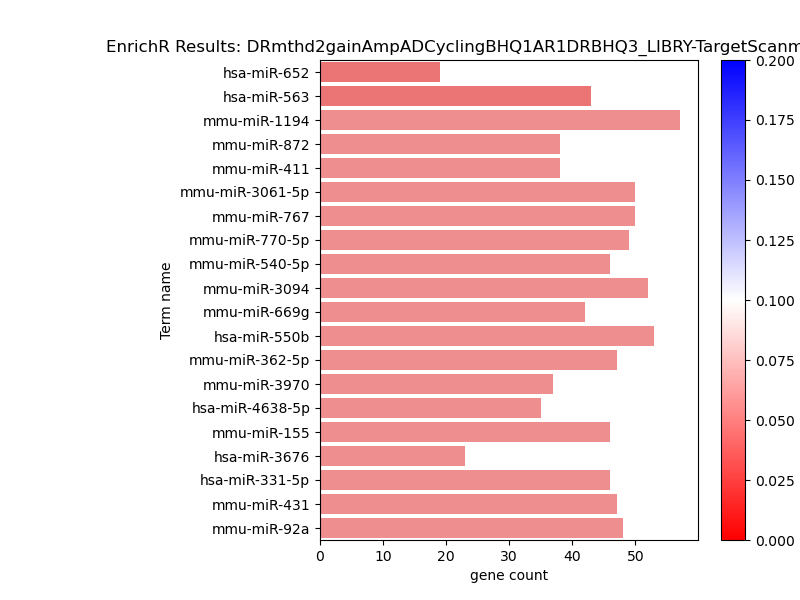 EnrichR Results: DRmthd2gainAmpADCyclingBHQ1AR1DRBHQ3_LIBRY-TargetScanm
hsa-miR-652
hsa-miR-563
mmu-miR-1194
mmu-miR-872
mmu-miR-411
mmu-miR-3061-5p
mmu-miR-767
mmu-miR-770-5p
mmu-miR-540-5p
mmu-miR-3094
mmu-miR-669g
hsa-miR-550b
mmu-miR-362-5p
mmu-miR-3970
hsa-miR-4638-5p
mmu-miR-155
hsa-miR-3676
hsa-miR-331-5p
mmu-miR-431
mmu-miR-92a
Term name
0 10 20 30 40 50
gene count
0.200
0.175
0.150
0.125
0.100
0.075
0.050
0.025
0.000